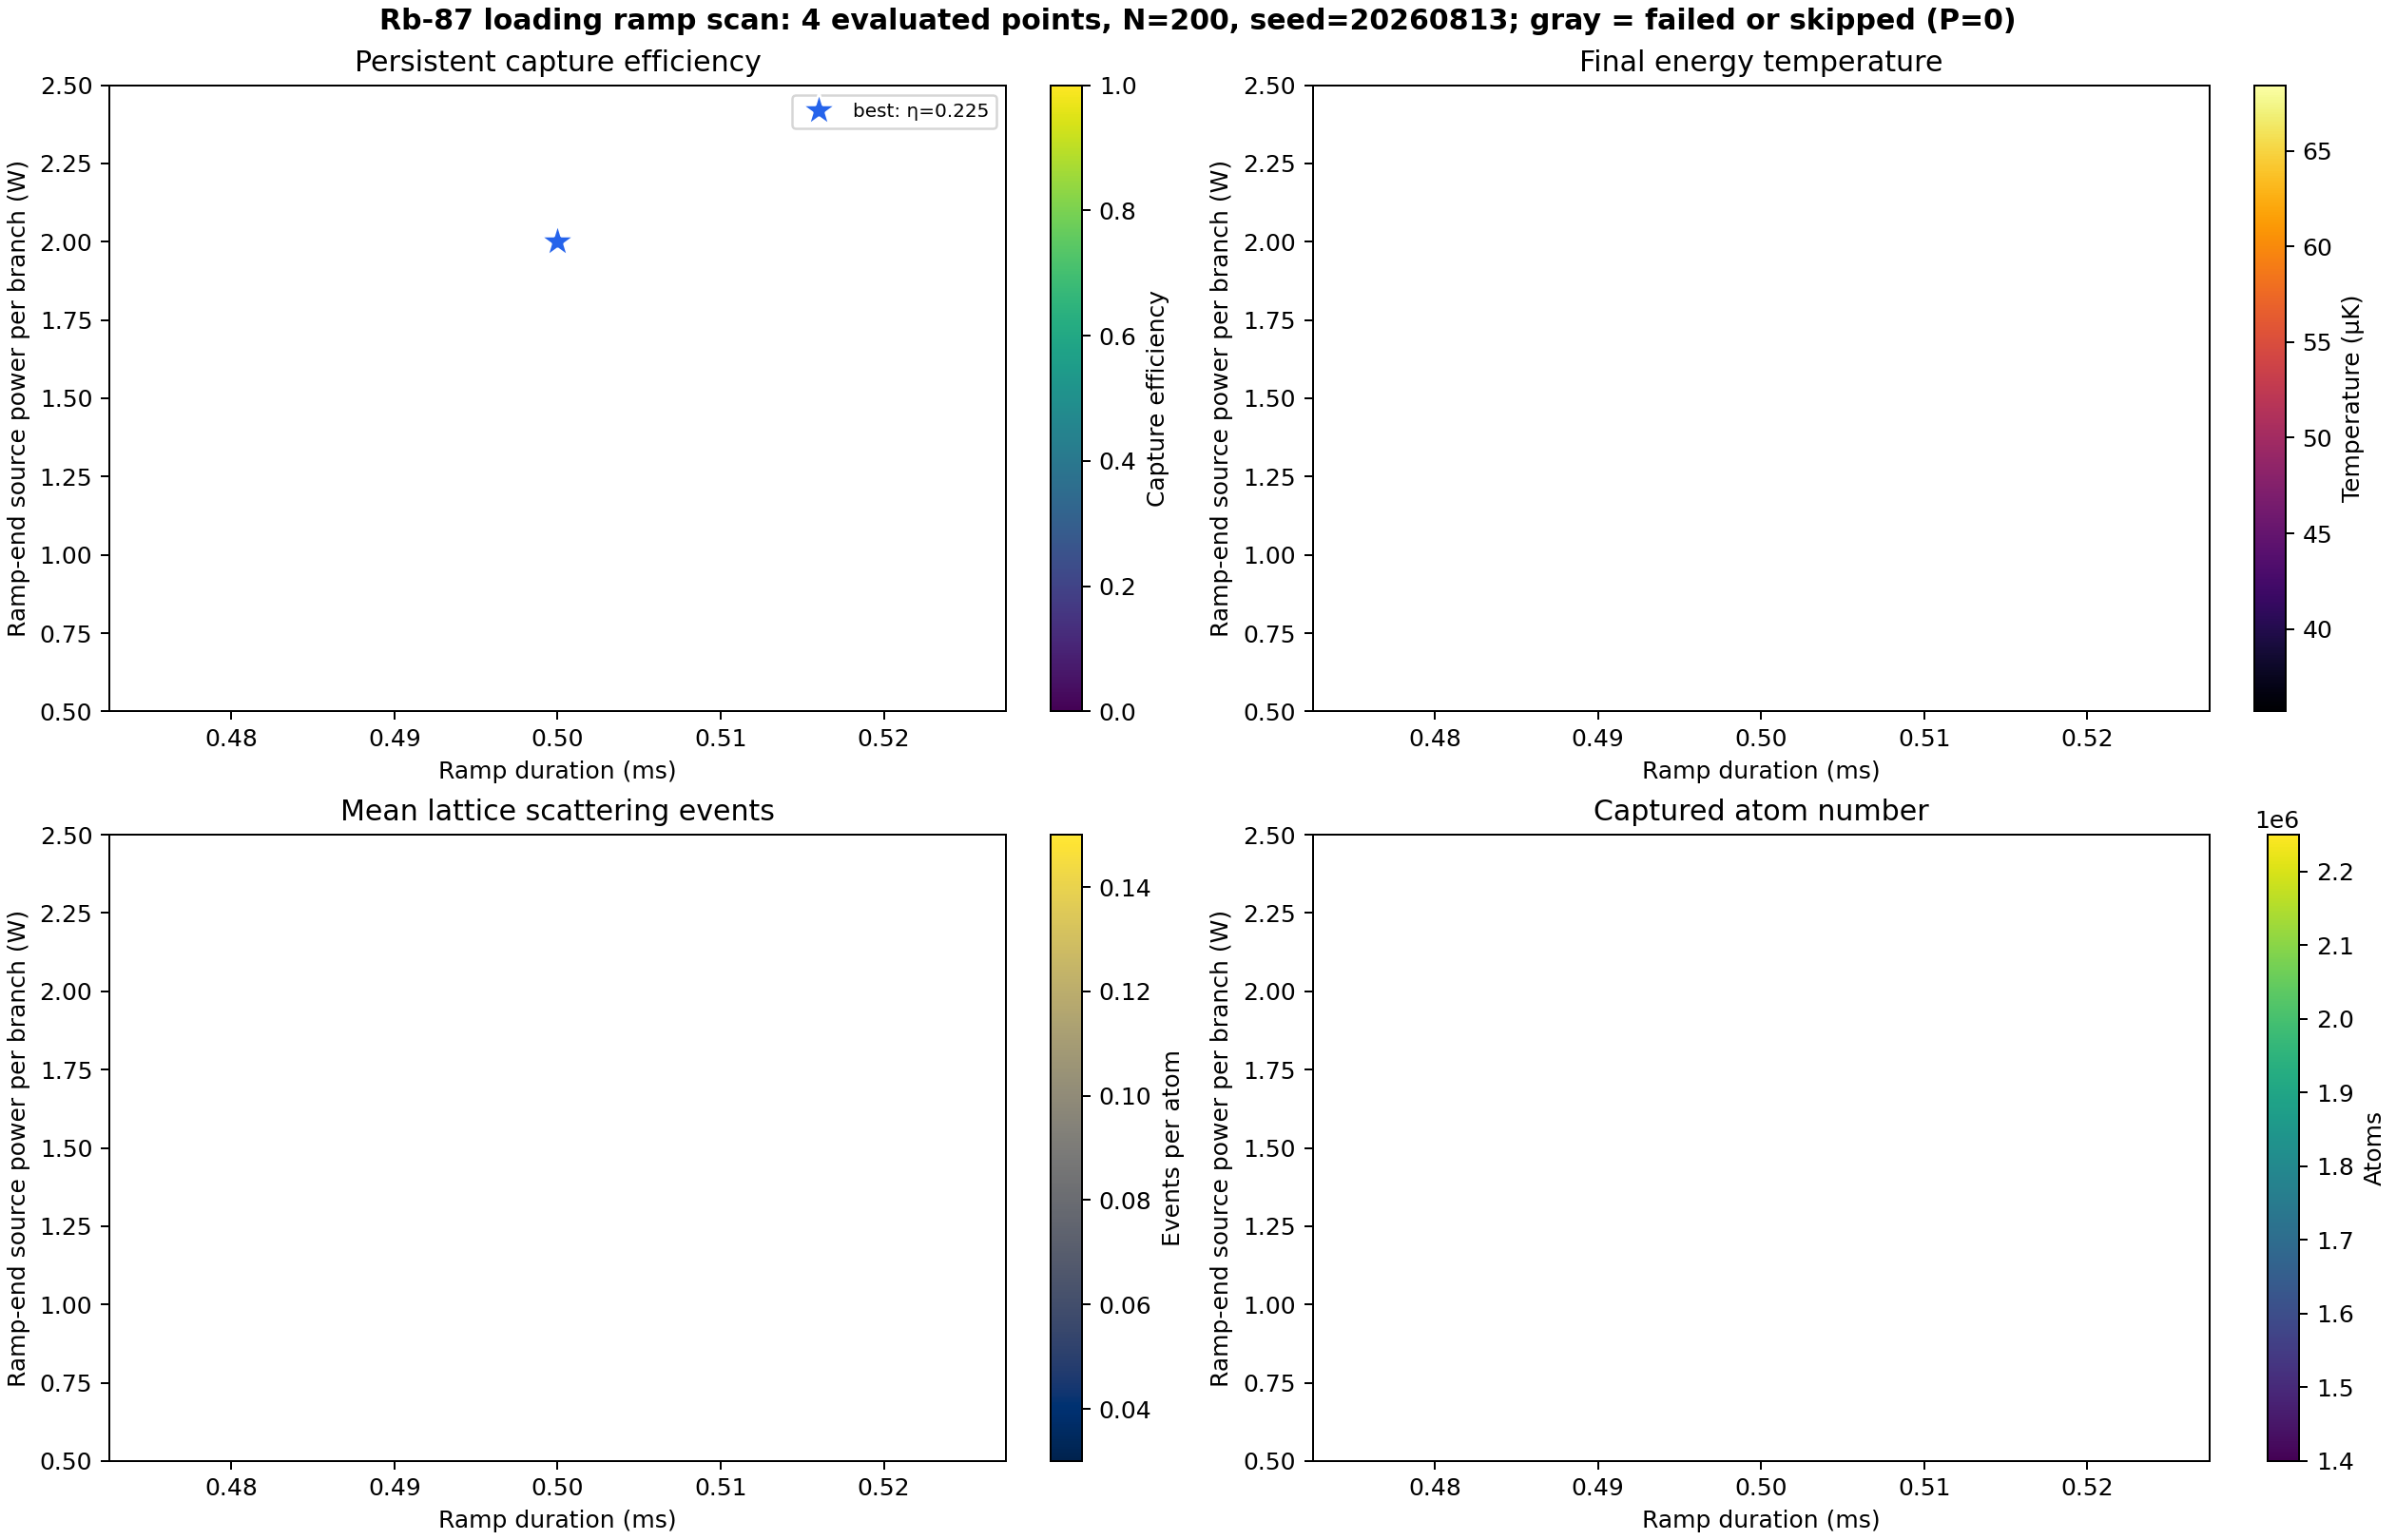 Rb-87 loading ramp scan: 4 evaluated points, N=200, seed=20260813; gray = failed or skipped (P=0)
Persistent capture efficiency
best: η=0.225
2.50
2.25
2.00
1.75
1.50
1.25
1.00
0.75
0.50
Ramp-end source power per branch (W)
0.48 0.49 0.50 0.51 0.52
Ramp duration (ms)
1.0
0.8
0.6
0.4
0.2
0.0
Capture efficiency
Final energy temperature
2.50
2.25
2.00
1.75
1.50
1.25
1.00
0.75
0.50
Ramp-end source power per branch (W)
0.48 0.49 0.50 0.51 0.52
Ramp duration (ms)
65
60
55
50
45
40
Temperature (µK)
Mean lattice scattering events
2.50
2.25
2.00
1.75
1.50
1.25
1.00
0.75
0.50
Ramp-end source power per branch (W)
0.48 0.49 0.50 0.51 0.52
Ramp duration (ms)
0.14
0.12
0.10
0.08
0.06
0.04
Events per atom
Captured atom number
2.50
2.25
2.00
1.75
1.50
1.25
1.00
0.75
0.50
Ramp-end source power per branch (W)
0.48 0.49 0.50 0.51 0.52
Ramp duration (ms)
1e6
2.2
2.1
2.0
1.9
1.8
1.7
1.6
1.5
1.4
Atoms